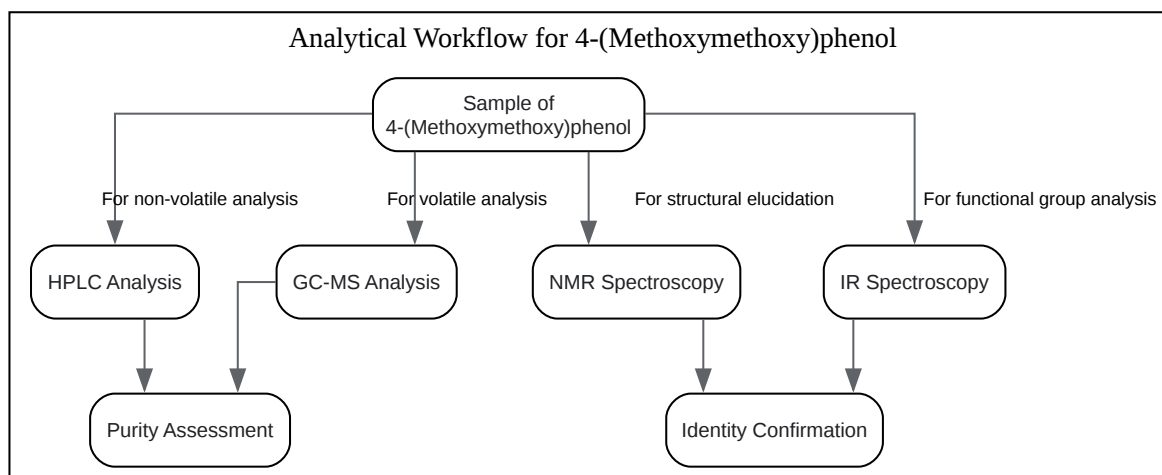 Analytical Workflow for 4-(Methoxymethoxy)phenol
Sample of
4-(Methoxymethoxy)phenol
For non-volatile analysis
For volatile analysis
For structural elucidation
For functional group analysis
HPLC Analysis
GC-MS Analysis
NMR Spectroscopy
IR Spectroscopy
Purity Assessment
Identity Confirmation